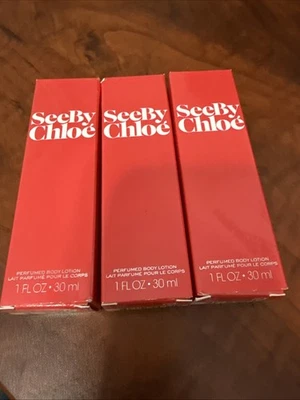 SeeBy
Chloé
PERFUMED BODY LOTION
LAIT PARFUMÉ POUR LE CORPS
1 FL OZ • 30 ml
SeeBy
Chloé
PERFUMED BODY LOTION
LAIT PARFUMÉ POUR LE CORPS
1 FL OZ • 30 ml
SeeBy
Chloé
PERFUMED BODY LOTION
LAIT PARFUMÉ POUR LE CORPS
1 FL OZ • 30 ml